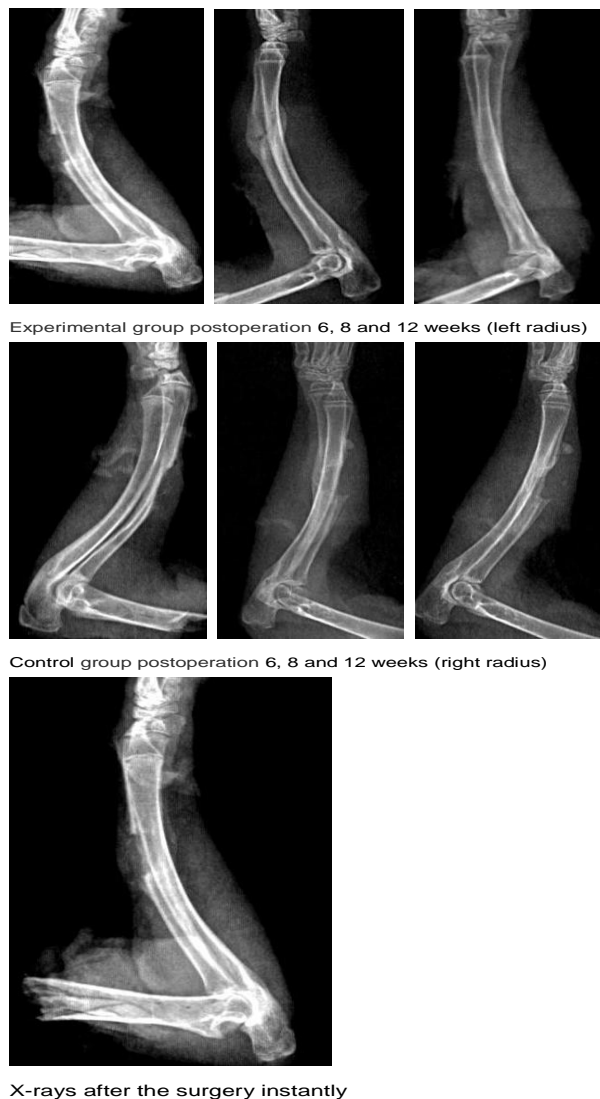 Experimental group postoperation 6, 8 and 12 weeks (left radius)
Control group postoperation 6, 8 and 12 weeks (right radius)
X-rays after the surgery instantly